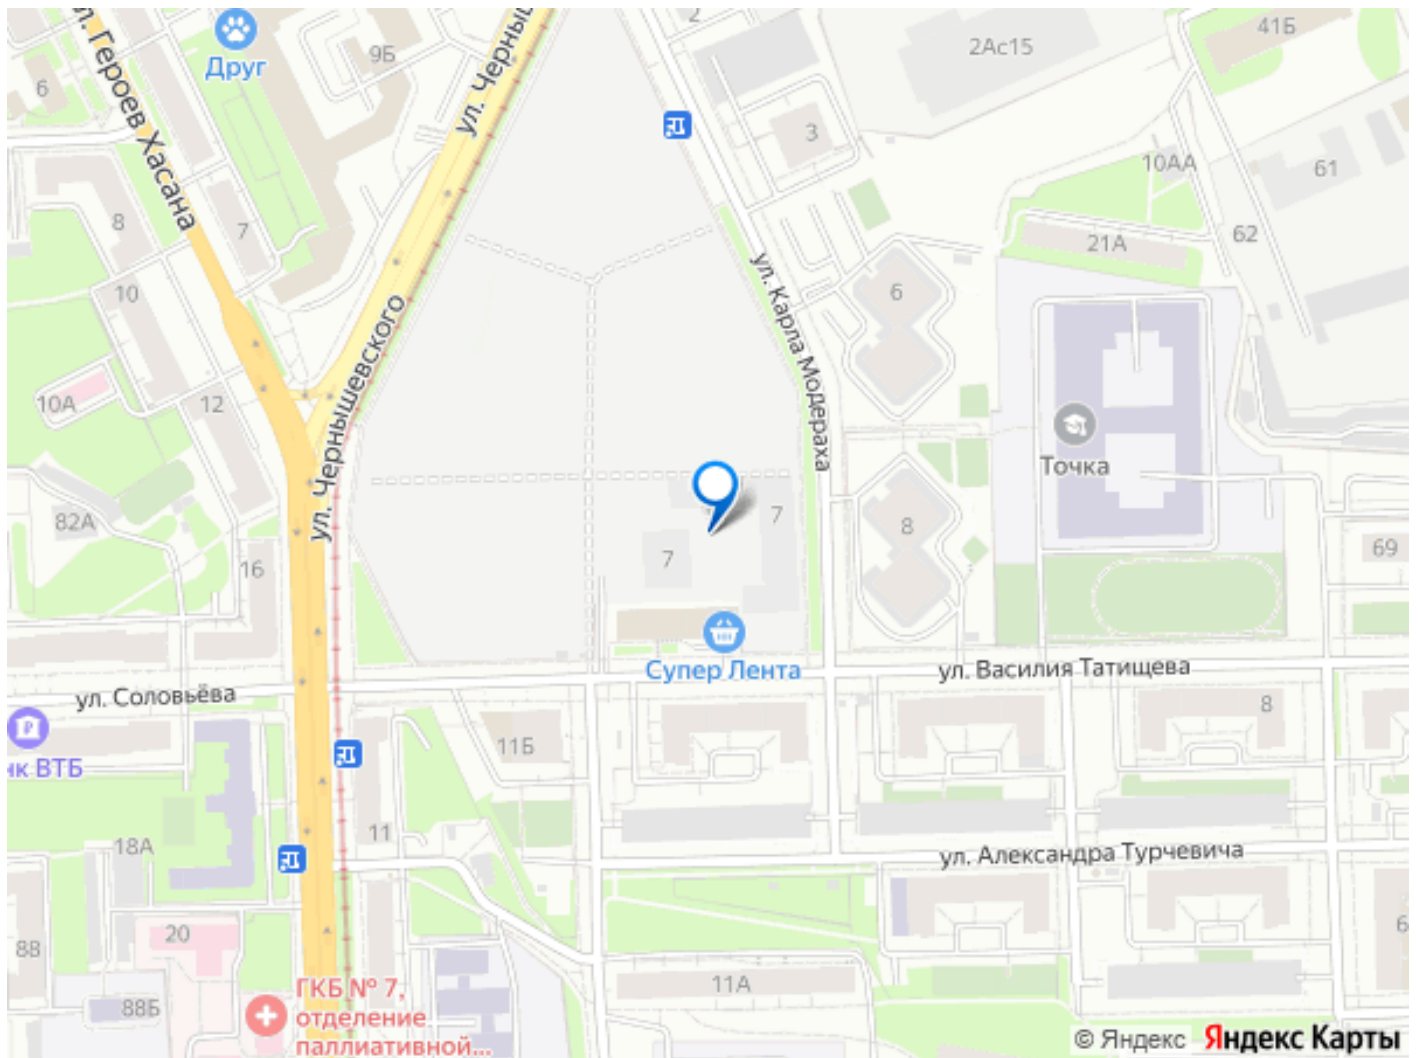 2
41Б
2Ас15
ул. Героев Хасана
ул. Черныш
9Б
Друг
6
3
10АА
61
8
7
21А
62
10
ул. Карла Модераха
6
ул. Чернышевского
10А
12
Точка
82А
7
8
7
69
16
Супер Лента
ул. Василия Татищева
ул. Соловьёва
8
11Б
нк ВТБ
11
18А
ул. Александра Турчевича
20
88
6
11А
88Б
ГКБ № 7,
отделение
паллиативной...
© Яндекс Яндекс Карты